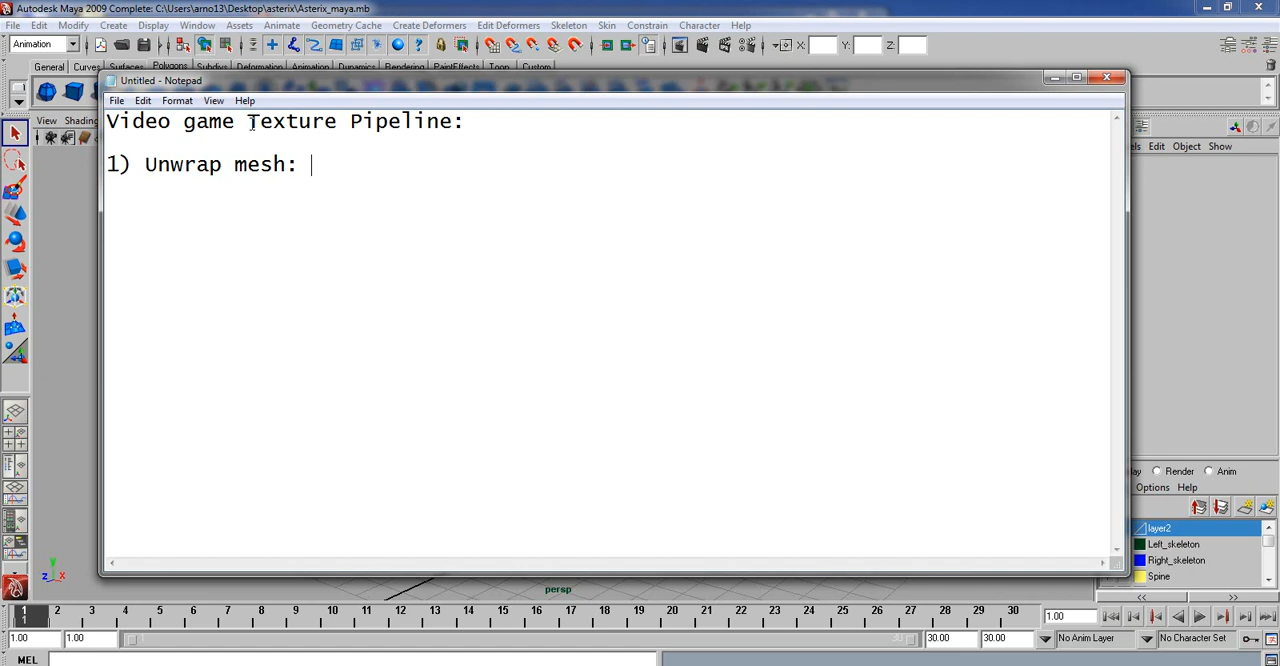 Autodesk Maya 2009 Complete: C:\Users\arno13\Desktop\asterix\Asterix_maya.mb
File Edit Modify Create Display Window Assets Animate Geometry Cache Create Deformers Edit Deformers Skeleton Skin Constrain Character Help
Animation X: Y: Z:
General Curves Surfaces Polygons Subdivs Deformation Animation Dynamics Rendering PaintEffects Toon Custom
Untitled - Notepad
File Edit Format View Help
View Shading
Video game Texture Pipeline:
1) Unwrap mesh:
Edit Object Show
Render Anim
Options Help
layer2
Left_skeleton
Right_skeleton
Spine
persp
1 2 3 4 5 6 7 8 9 10 11 12 13 14 15 16 17 18 19 20 21 22 23 24 25 26 27 28 29 30 1.00
1
1.00 1.00 1 30 30.00 30.00 No Anim Layer No Character Set
MEL